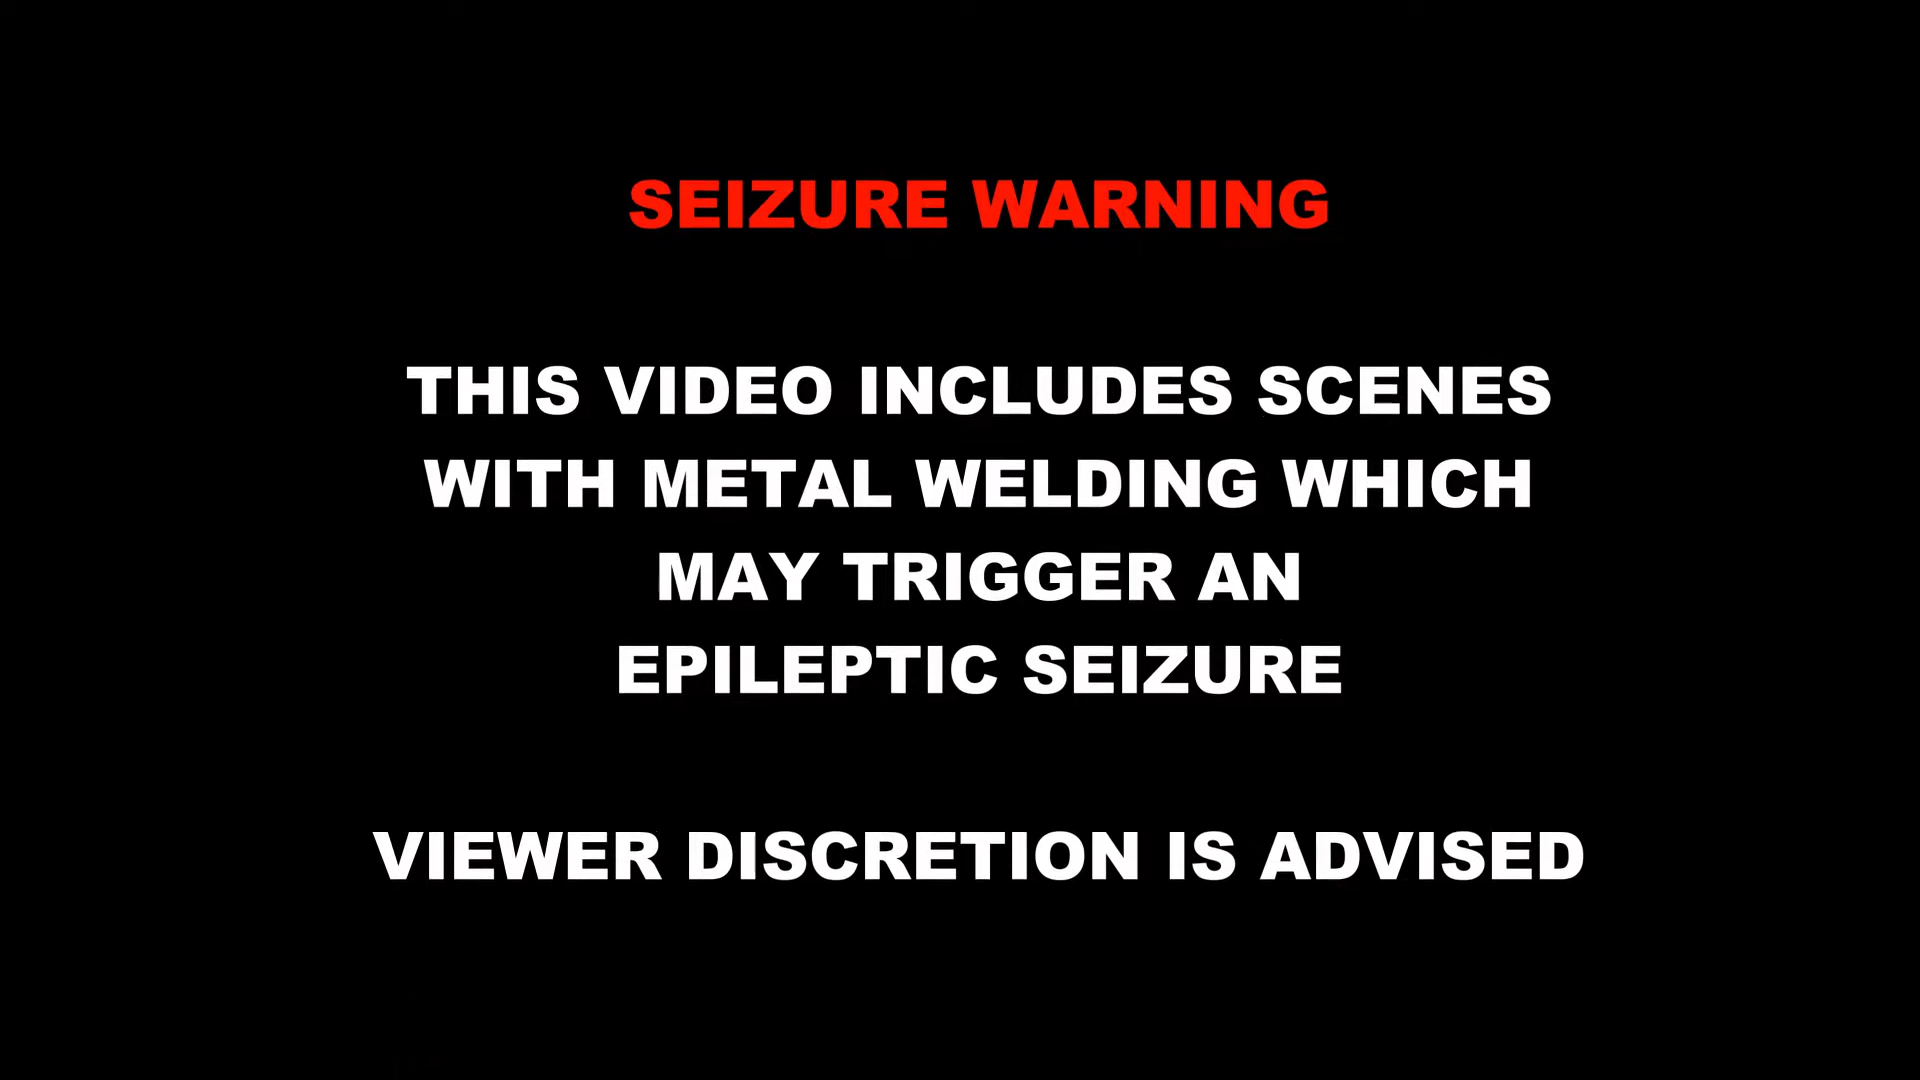 SEIZURE WARNING
THIS VIDEO INCLUDES SCENES
WITH METAL WELDING WHICH
MAY TRIGGER AN
EPILEPTIC SEIZURE
VIEWER DISCRETION IS ADVISED